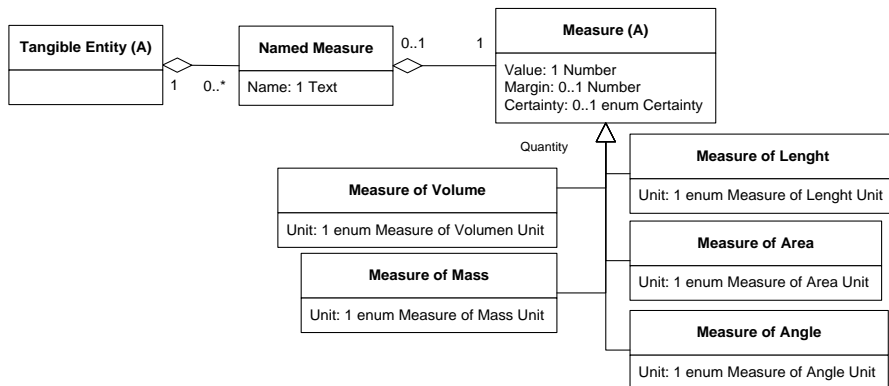 Tangible Entity (A)
1
0..*
Named Measure
Name: 1 Text
0..1
1
Measure (A)
Value: 1 Number
Margin: 0..1 Number
Certainty: 0..1 enum Certainty
Quantity
Measure of Lenght
Unit: 1 enum Measure of Lenght Unit
Measure of Volume
Unit: 1 enum Measure of Volumen Unit
Measure of Area
Unit: 1 enum Measure of Area Unit
Measure of Mass
Unit: 1 enum Measure of Mass Unit
Measure of Angle
Unit: 1 enum Measure of Angle Unit